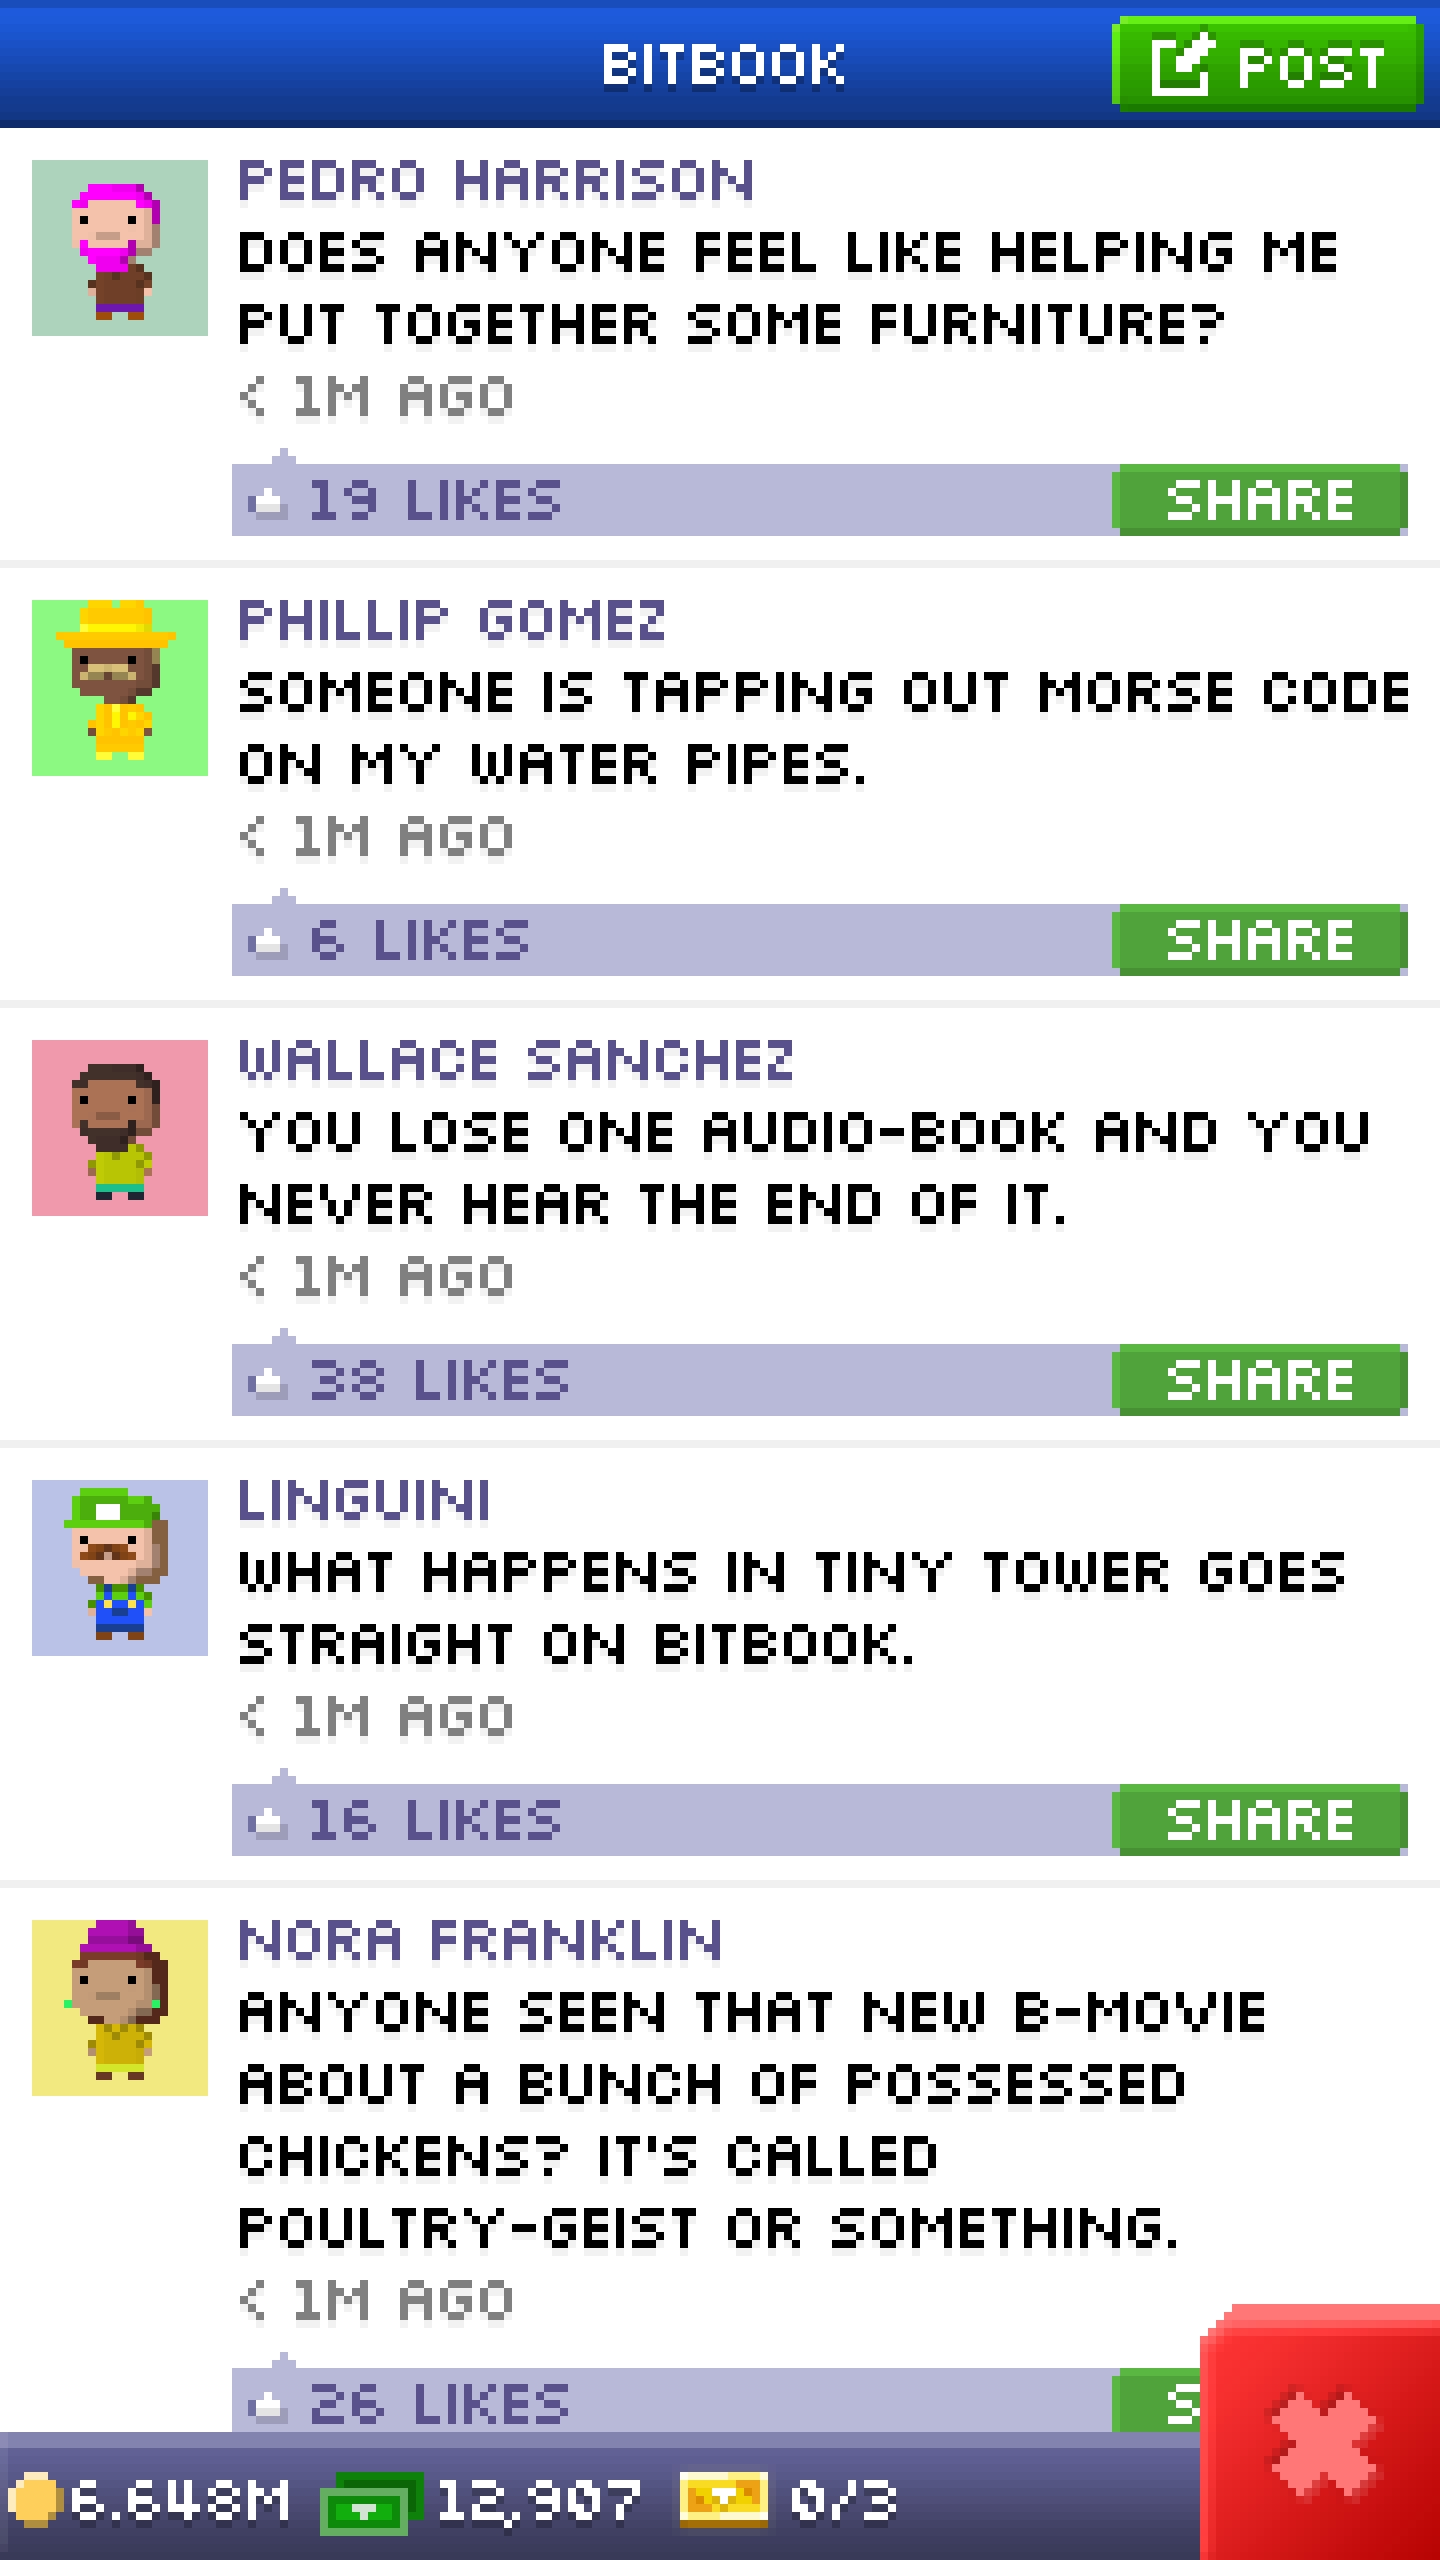 BITBOOK
POST
PEDRO HARRISON
DOES ANYONE FEEL LIKE HELPING ME
PUT TOGETHER SOME FURNITURE?
< 1M AGO
19 LIKES
SHARE
PHILLIP GOMEZ
SOMEONE IS TAPPING OUT MORSE CODE
ON MY WATER PIPES.
< 1M AGO
6 LIKES
SHARE
WALLACE SANCHEZ
YOU LOSE ONE AUDIO-BOOK AND YOU
NEVER HEAR THE END OF IT.
< 1M AGO
38 LIKES
SHARE
LINGUINI
WHAT HAPPENS IN TINY TOWER GOES
STRAIGHT ON BITBOOK.
< 1M AGO
16 LIKES
SHARE
NORA FRANKLIN
ANYONE SEEN THAT NEW B-MOVIE
ABOUT A BUNCH OF POSSESSED
CHICKENS? IT'S CALLED
POULTRY-GEIST OR SOMETHING.
< 1M AGO
26 LIKES
6.648M 12,907 0/3